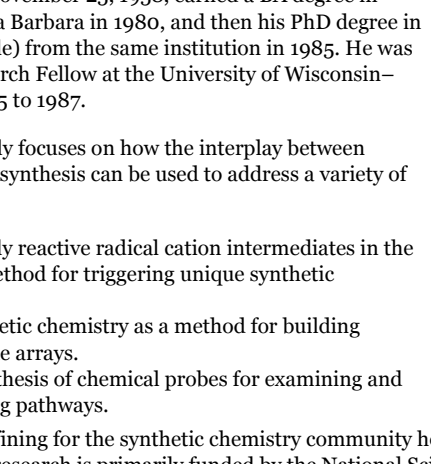 23, 1958, earned a BA degree in
a Barbara in 1980, and then his PhD degree in
from the same institution in 1985. He was
rch Fellow at the University of Wisconsin–
5 to 1987.
ly focuses on how the interplay between
synthesis can be used to address a variety of
ly reactive radical cation intermediates in the
ethod for triggering unique synthetic
etic chemistry as a method for building
e arrays.
thesis of chemical probes for examining and
g pathways.
fining for the synthetic chemistry community h
research is primarily funded by the National Sci